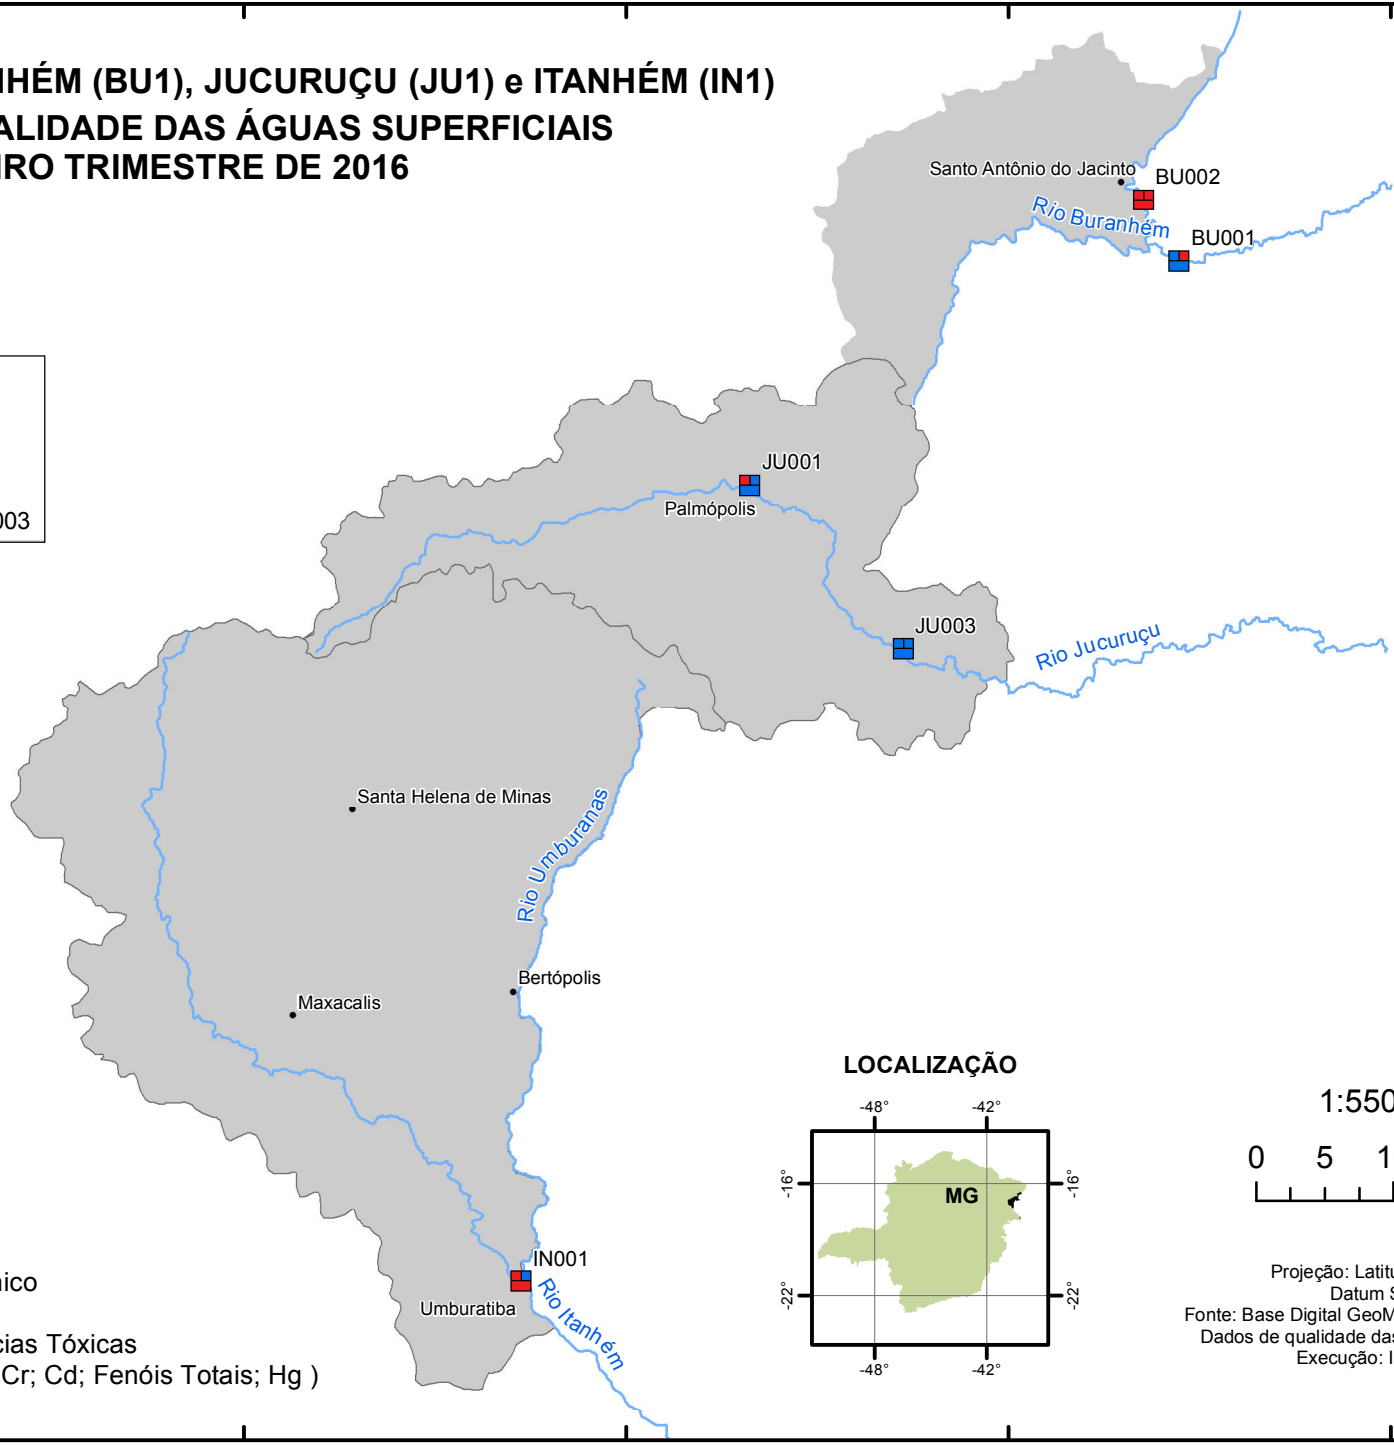 NHÉM (BU1), JUCURUÇU (JU1) e ITANHÉM (IN1)
ALIDADE DAS ÁGUAS SUPERFICIAIS
IRO TRIMESTRE DE 2016
Santo Antônio do Jacinto
BU002
Rio Buranhém
BU001
003
JU001
Palmópolis
JU003
Rio Jucuruçu
Santa Helena de Minas
Rio Umburanas
Bertópolis
Maxacalis
IN001
Umburatiba
Rio Itanhém
nico
cias Tóxicas
Cr; Cd; Fenóis Totais; Hg )
LOCALIZAÇÃO
-48° -42°
-16° -16°
MG
-22° -22°
-48° -42°
1:550
0 5 1
Projeção: Latitu
Datum S
Fonte: Base Digital GeoM
Dados de qualidade das
Execução: I